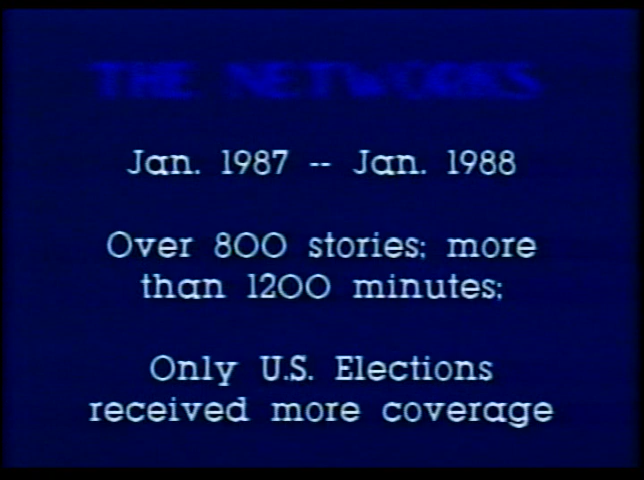 THE NETWORKS
Jan. 1987 -- Jan. 1988
Over 800 stories; more
than 1200 minutes;
Only U.S. Elections
received more coverage